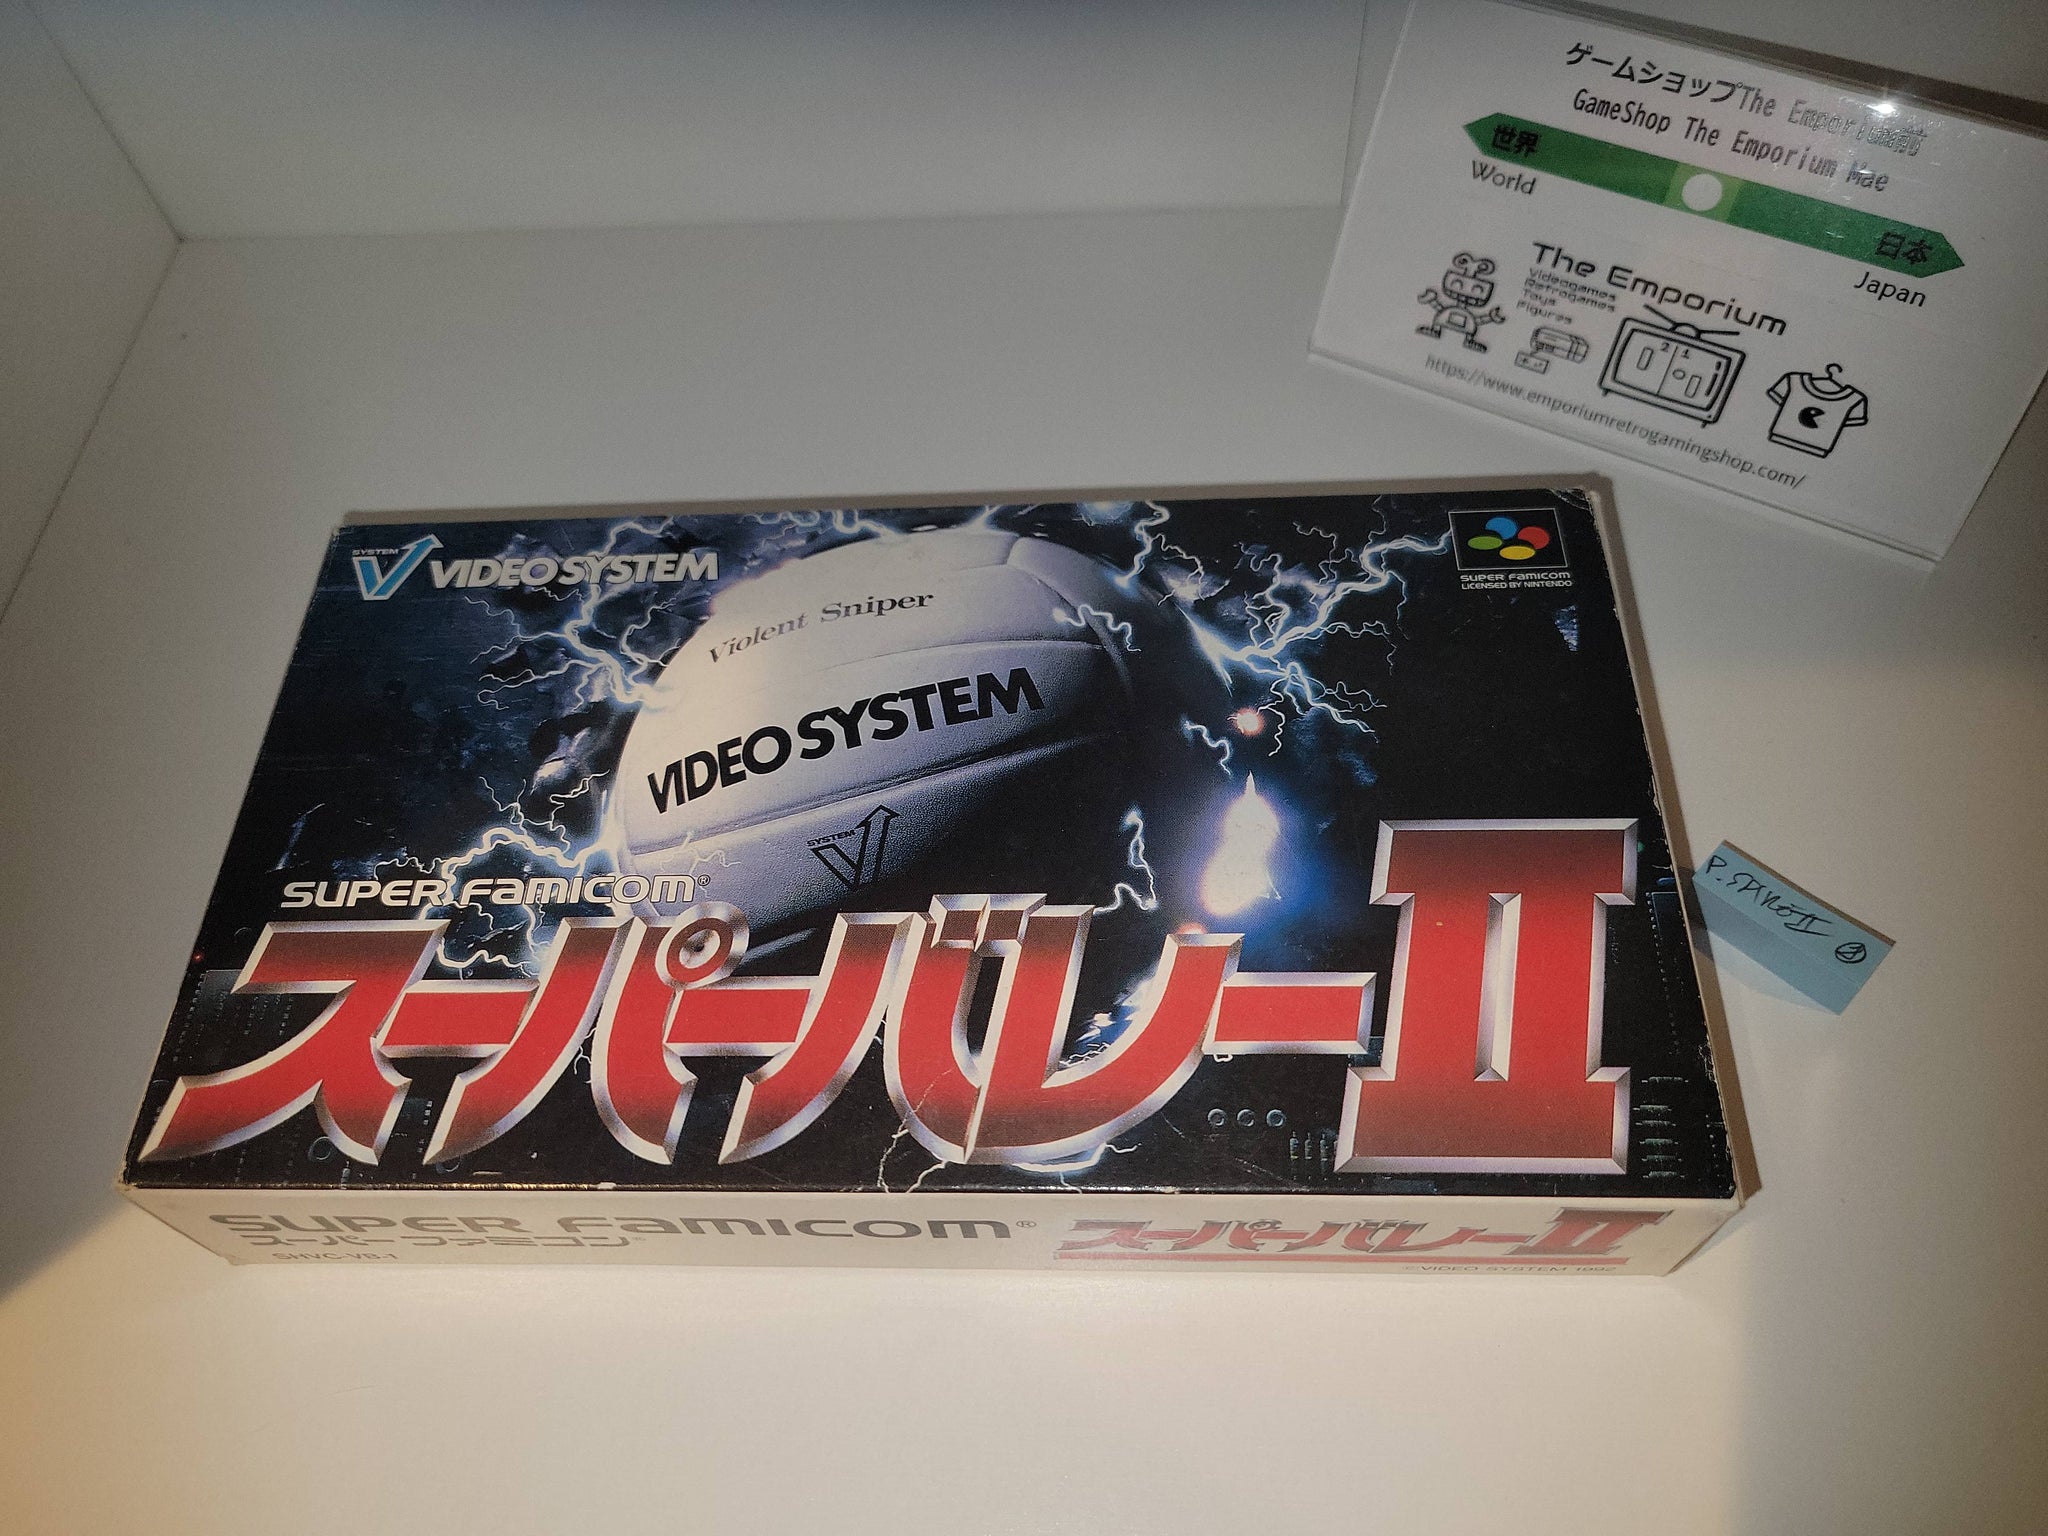 ゲームショップThe Emporium前
GameShop The Emporium Mae
世界
World
日本
Japan
The Emporium
Videogames
Retrogames
Toys
Figures
2 1
https://www.emporiumretrogamingshop.com/
SYSTEM V VIDEO SYSTEM
SUPER FAMICOM
LICENSED BY NINTENDO
Violent Sniper
VIDEO SYSTEM
SYSTEM V
SUPER FAMICOM®
スーパーバレーII
SUPER FAMICOM®
スーパーファミコン®
SHVC-VB-1
スーパーバレーII
©VIDEO SYSTEM 1992